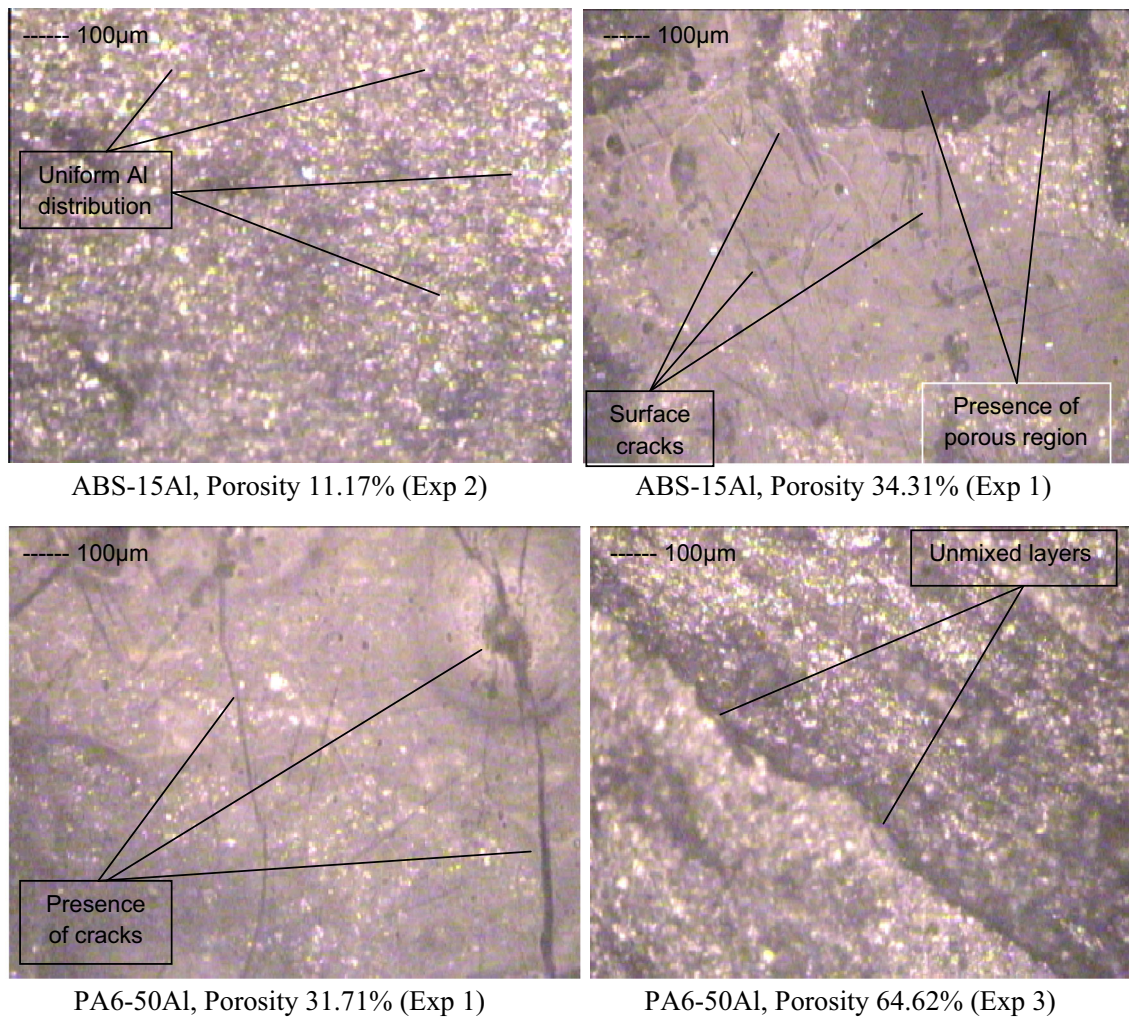 ------ 100µm
Uniform Al
distribution
ABS-15Al, Porosity 11.17% (Exp 2)
------ 100µm
Surface
cracks
Presence of
porous region
ABS-15Al, Porosity 34.31% (Exp 1)
------ 100µm
Presence
of cracks
PA6-50Al, Porosity 31.71% (Exp 1)
------ 100µm
Unmixed layers
PA6-50Al, Porosity 64.62% (Exp 3)